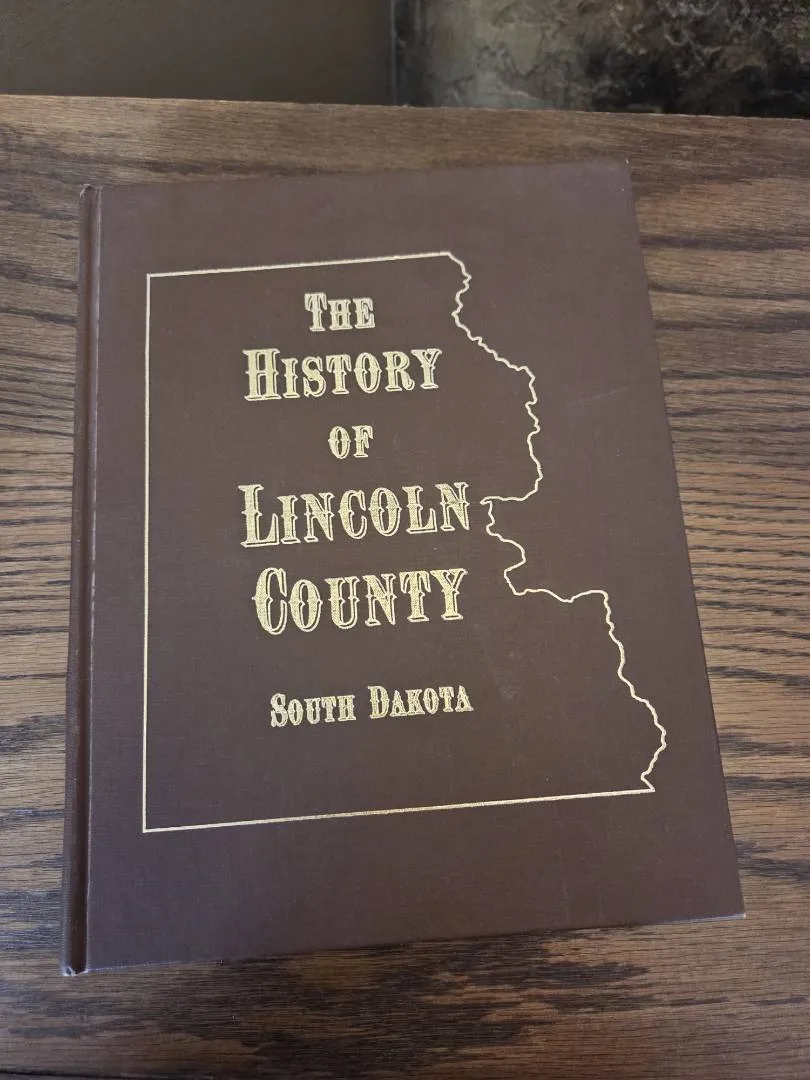 The
History
of
Lincoln
County
South Dakota